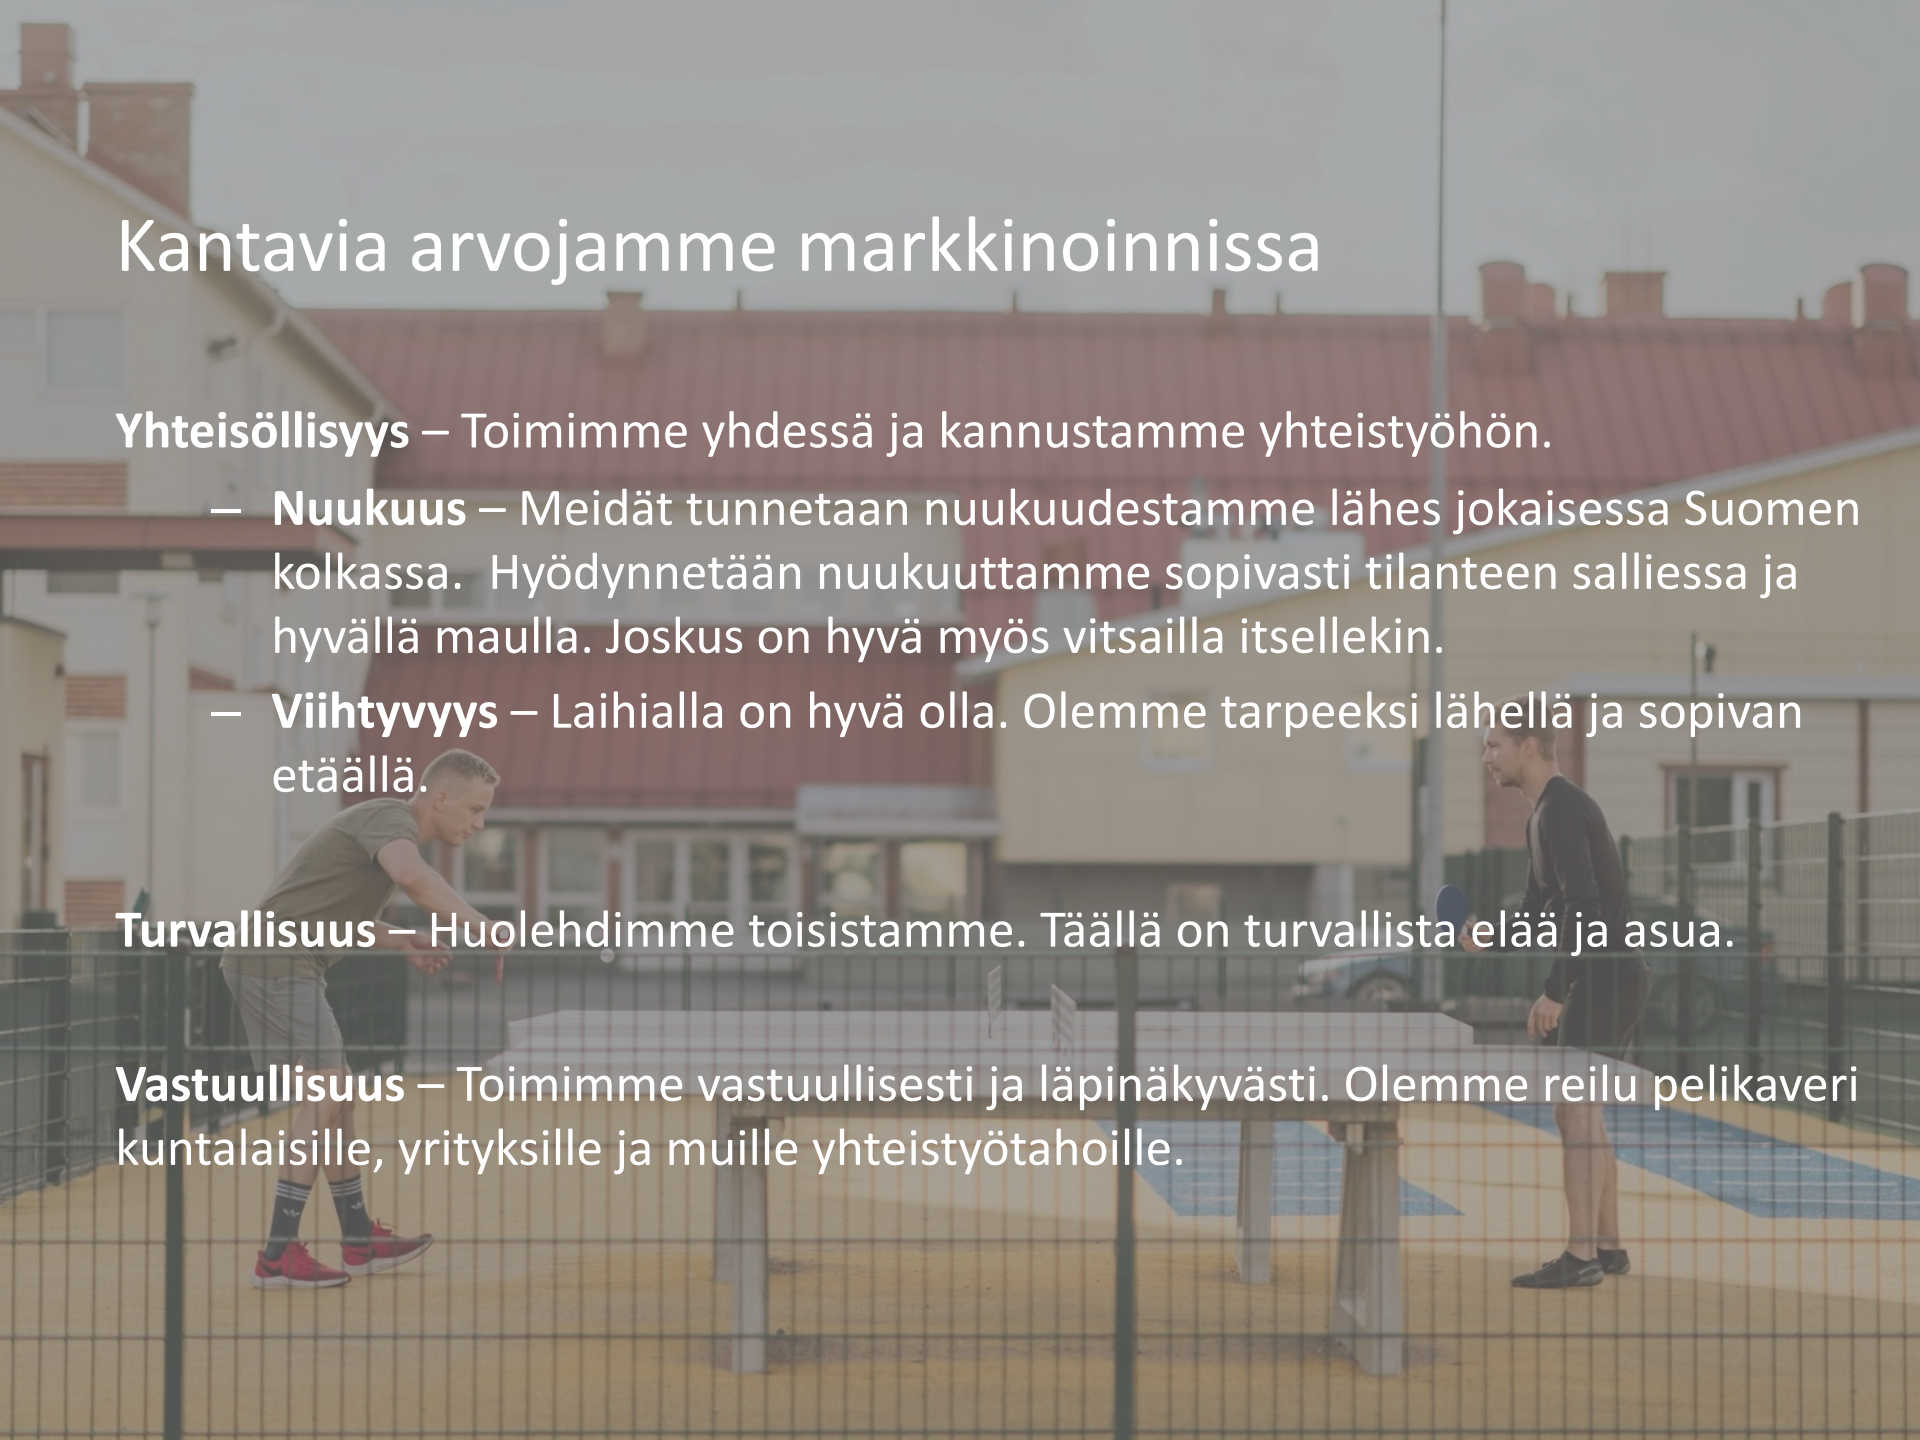 Kantavia arvojamme markkinoinnissa
Yhteisöllisyys – Toimimme yhdessä ja kannustamme yhteistyöhön.
– Nuukuus – Meidät tunnetaan nuukuudestamme lähes jokaisessa Suomen
kolkassa.  Hyödynnetään nuukuuttamme sopivasti tilanteen salliessa ja
hyvällä maulla. Joskus on hyvä myös vitsailla itsellekin.
– Viihtyvyys – Laihialla on hyvä olla. Olemme tarpeeksi lähellä ja sopivan
etäällä.
Turvallisuus – Huolehdimme toisistamme. Täällä on turvallista elää ja asua.
Vastuullisuus – Toimimme vastuullisesti ja läpinäkyvästi. Olemme reilu pelikaveri
kuntalaisille, yrityksille ja muille yhteistyötahoille.